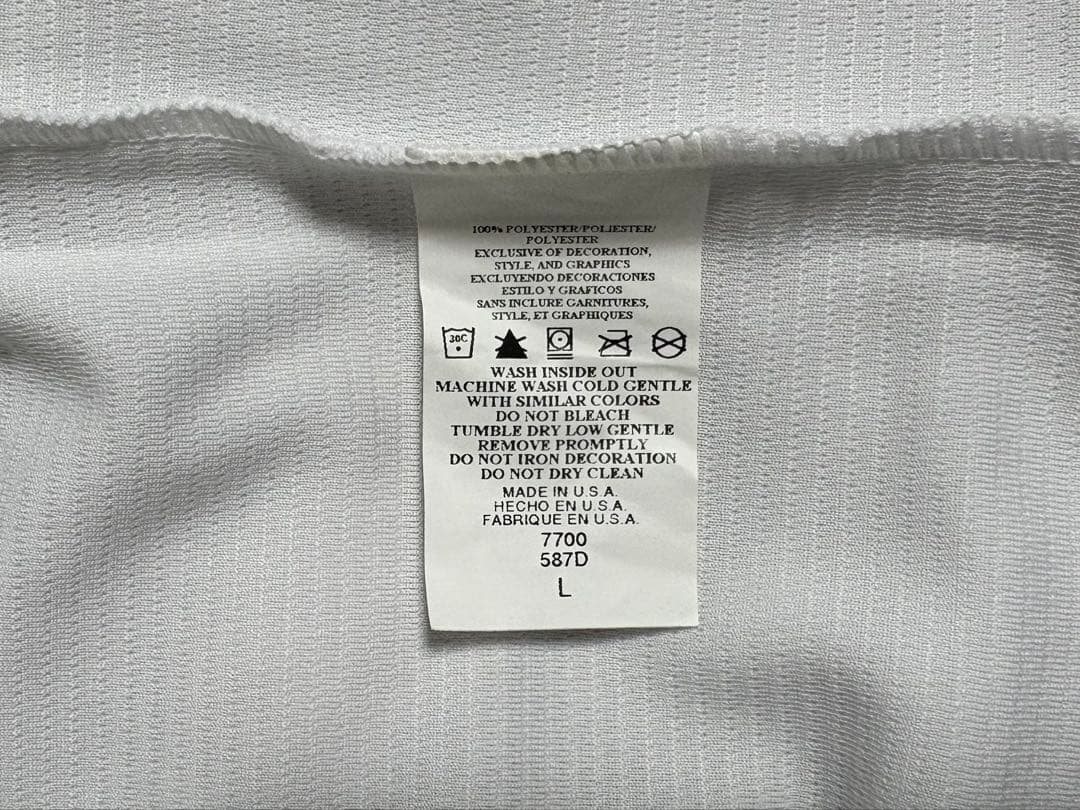 100% POLYESTER/POLIESTER/
POLYESTER
EXCLUSIVE OF DECORATION,
STYLE, AND GRAPHICS
EXCLUYENDO DECORACIONES
ESTILO Y GRAFICOS
SANS INCLURE GARNITURES,
STYLE, ET GRAPHIQUES
30C
WASH INSIDE OUT
MACHINE WASH COLD GENTLE
WITH SIMILAR COLORS
DO NOT BLEACH
TUMBLE DRY LOW GENTLE
REMOVE PROMPTLY
DO NOT IRON DECORATION
DO NOT DRY CLEAN
MADE IN U.S.A.
HECHO EN U.S.A.
FABRIQUE EN U.S.A.
7700
587D
L